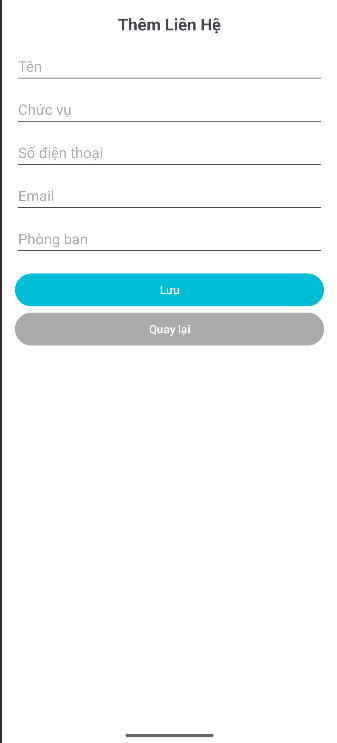 Thêm Liên Hệ
Tên
Chức vụ
Số điện thoại
Email
Phòng ban
Lưu
Quay lại